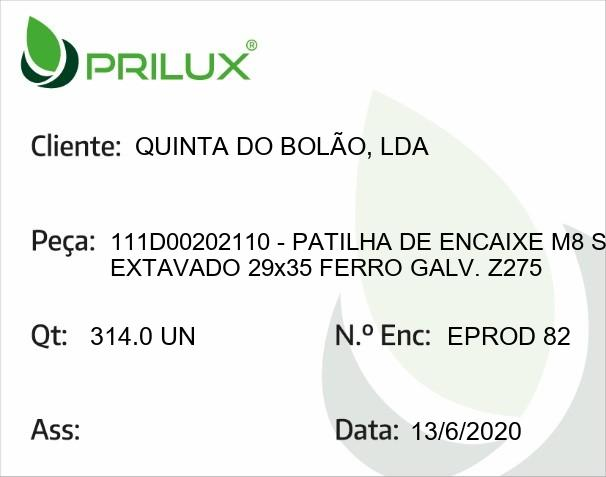 PRILUX®
Cliente: QUINTA DO BOLÃO, LDA
Peça: 111D00202110 - PATILHA DE ENCAIXE M8 S
EXTAVADO 29x35 FERRO GALV. Z275
Qt: 314.0 UN N.º Enc: EPROD 82
Ass: Data: 13/6/2020